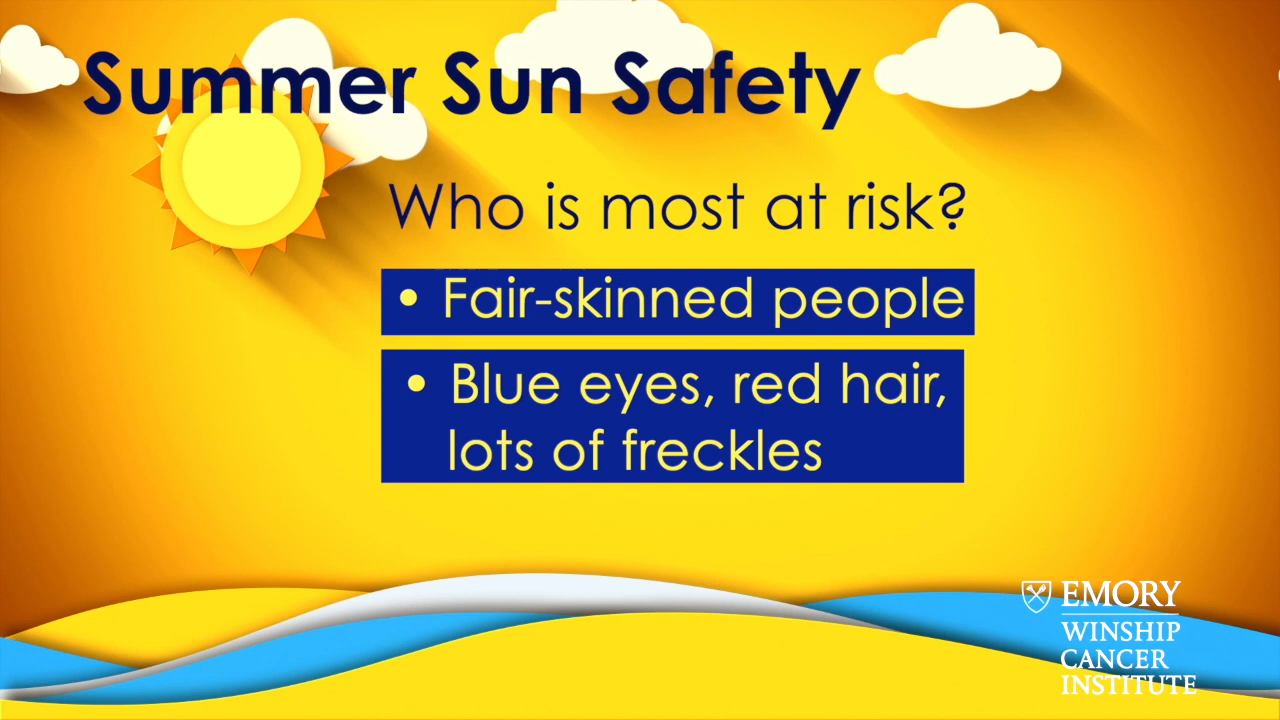 Summer Sun Safety
Who is most at risk?
• Fair-skinned people
• Blue eyes, red hair,
lots of freckles
EMORY
WINSHIP
CANCER
INSTITUTE